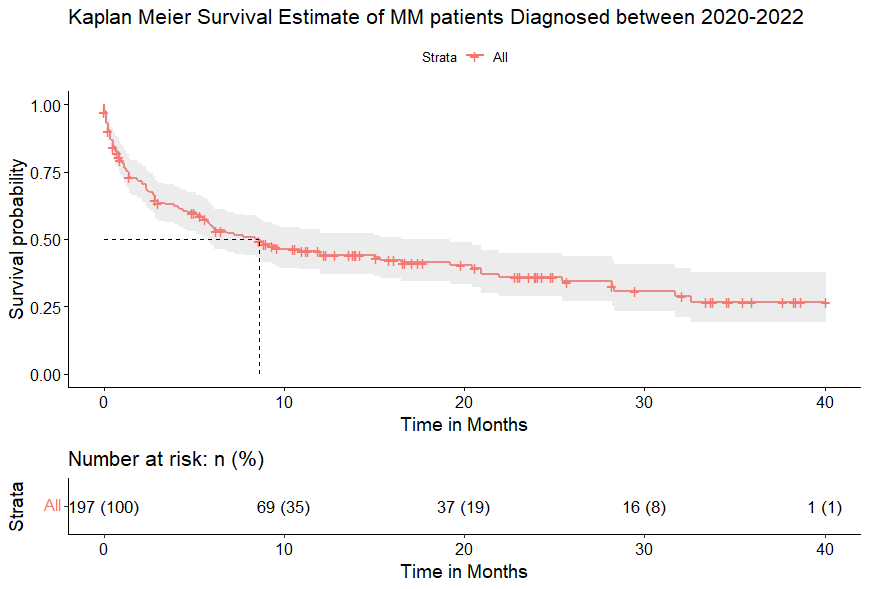 Kaplan Meier Survival Estimate of MM patients Diagnosed between 2020-2022
Strata All
Survival probability
1.00
0.75
0.50
0.25
0.00
0 10 20 30 40
Time in Months
Number at risk: n (%)
Strata
All 197 (100) 69 (35) 37 (19) 16 (8) 1 (1)
0 10 20 30 40
Time in Months